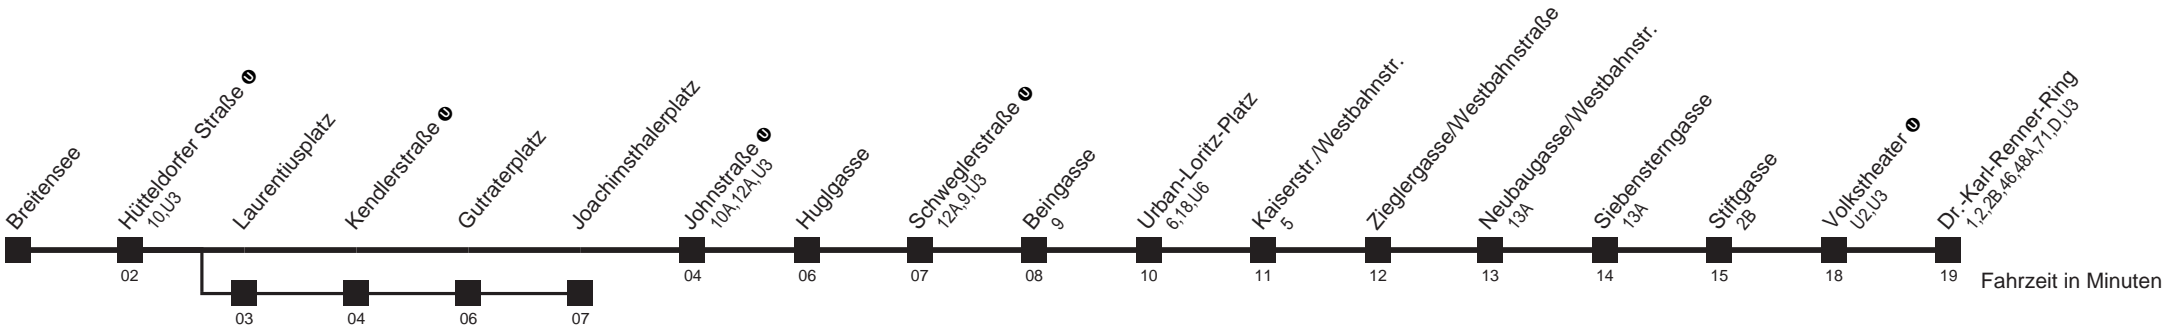 Breitensee
Hütteldorfer Straße U
10,U3
Laurentiusplatz
Kendlerstraße U
Gutraterplatz
Joachimsthalerplatz
Johnstraße U
10A,12A,U3
Huglgasse
Schweglerstraße U
12A,9,U3
Beingasse
9
Urban-Loritz-Platz
6,18,U6
Kaiserstr./Westbahnstr.
5
Zieglergasse/Westbahnstraße
Neubaugasse/Westbahnstr.
13A
Siebensterngasse
13A
Stiftgasse
2B
Volkstheater U
U2,U3
Dr.-Karl-Renner-Ring
1,2,2B,46,48A,71,D,U3
02
04
06
07
08
10
11
12
13
14
15
18
19
Fahrzeit in Minuten
03
04
06
07